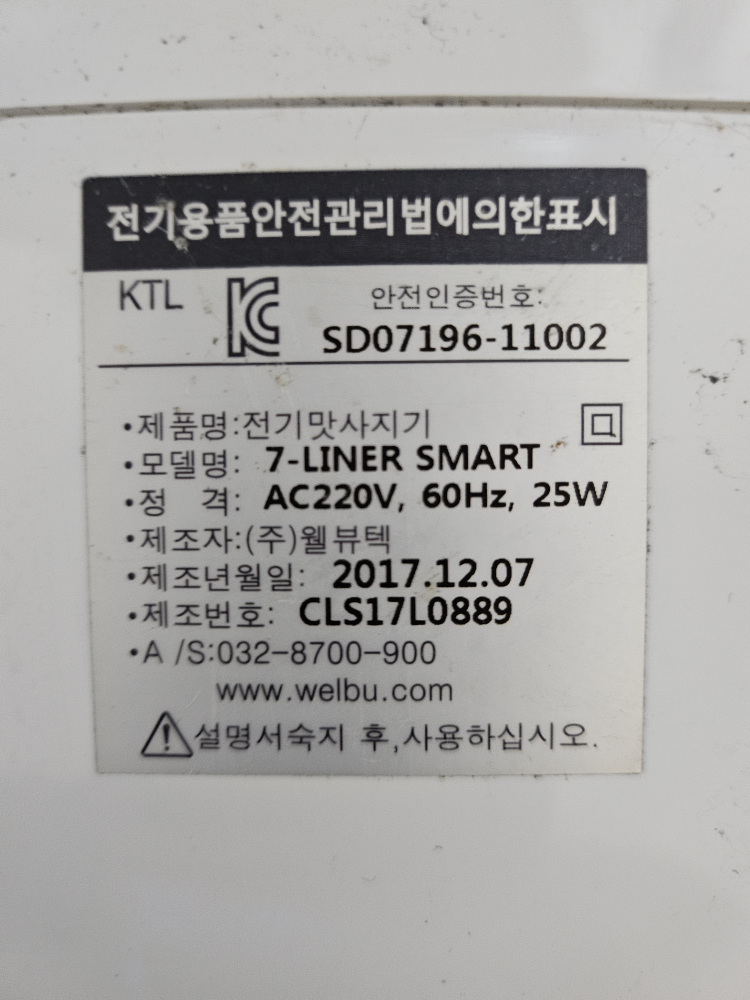 전기용품안전관리법에의한표시
KTL
안전인증번호:
SD07196-11002
•제품명:전기맛사지기
•모델명: 7-LINER SMART
•정 격: AC220V, 60Hz, 25W
•제조자:(주)웰뷰텍
•제조년월일: 2017.12.07
•제조번호: CLS17L0889
•A /S:032-8700-900
www.welbu.com
설명서숙지 후,사용하십시오.